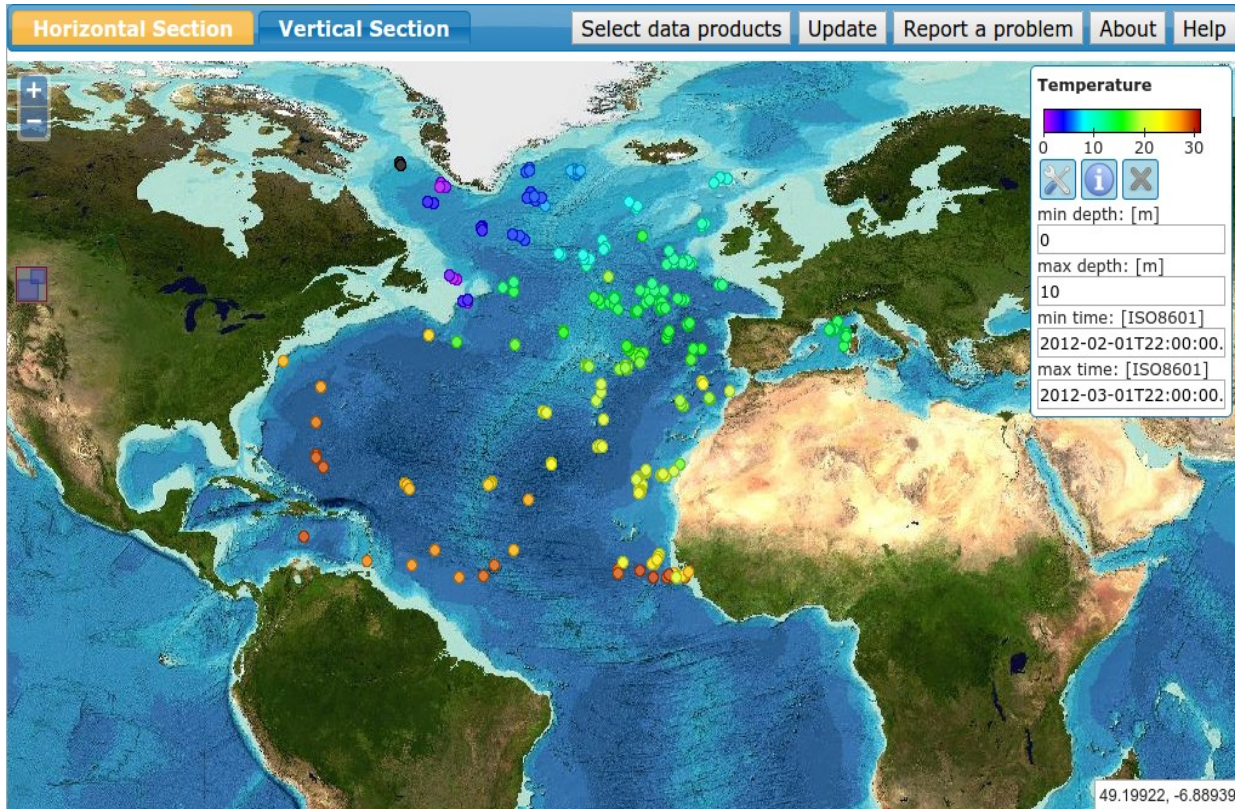 Horizontal Section Vertical Section Select data products Update Report a problem About Help
+
−
Temperature
0 10 20 30
min depth: [m]
0
max depth: [m]
10
min time: [ISO8601]
2012-02-01T22:00:00.
max time: [ISO8601]
2012-03-01T22:00:00.
49.19922, -6.88939